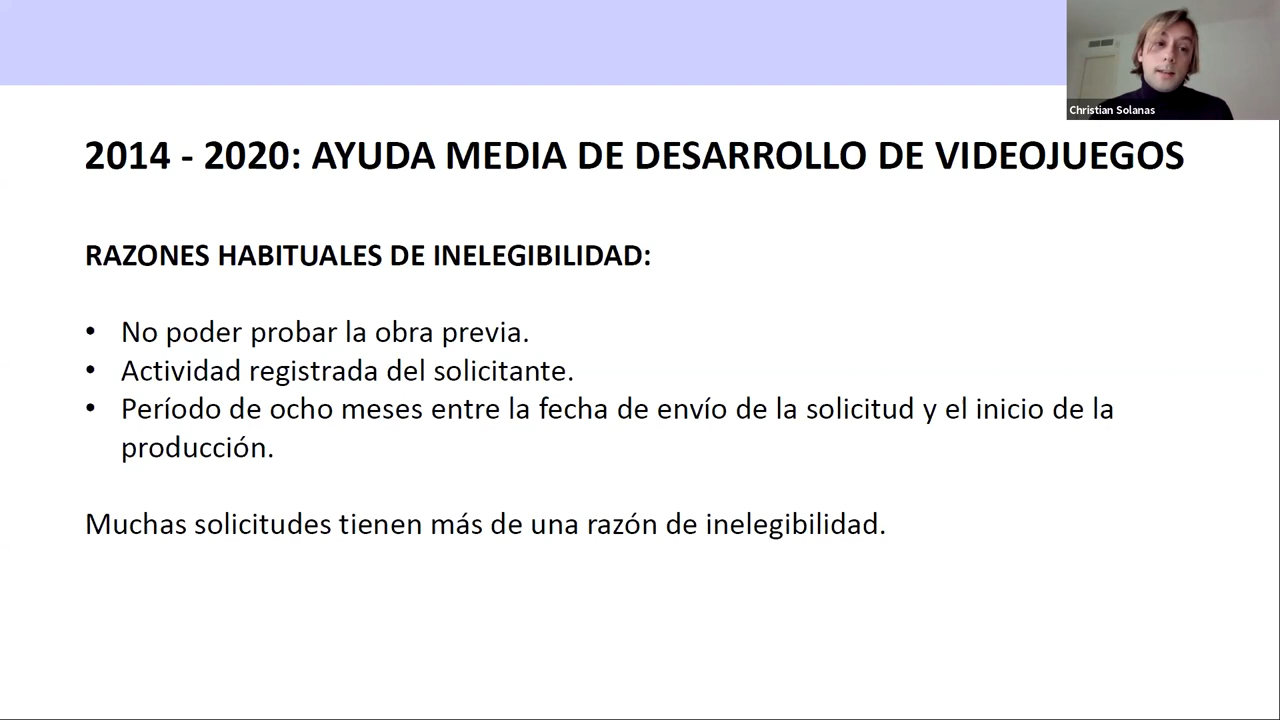 Christian Solanas
2014 - 2020: AYUDA MEDIA DE DESARROLLO DE VIDEOJUEGOS
RAZONES HABITUALES DE INELEGIBILIDAD:
• No poder probar la obra previa.
• Actividad registrada del solicitante.
• Período de ocho meses entre la fecha de envío de la solicitud y el inicio de la
producción.
Muchas solicitudes tienen más de una razón de inelegibilidad.